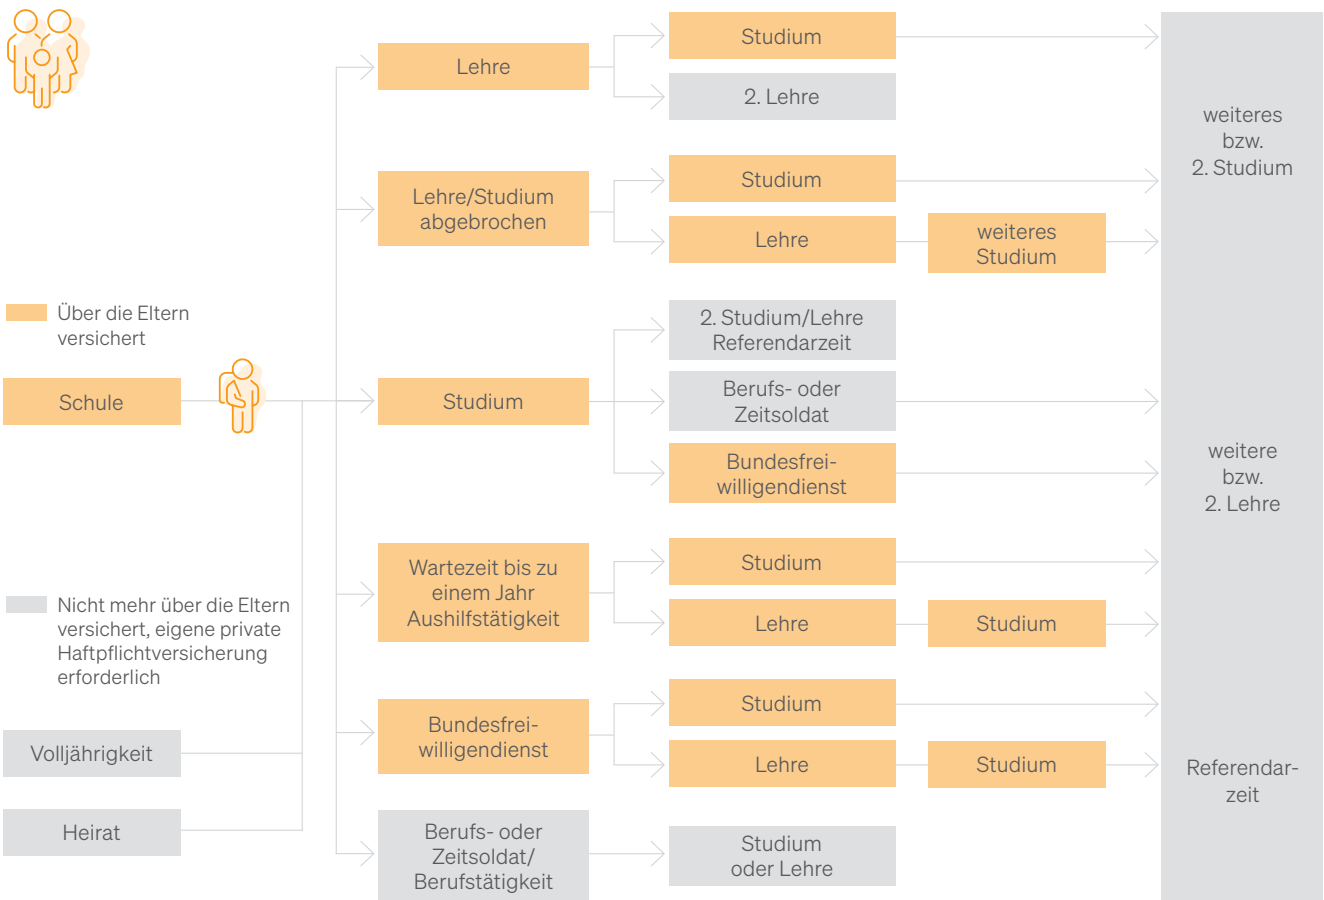 Über die Eltern
versichert
Schule
Nicht mehr über die Eltern
versichert, eigene private
Haftpflichtversicherung
erforderlich
Volljährigkeit
Heirat
Lehre
Studium
2. Lehre
Lehre/Studium
abgebrochen
Studium
Lehre
weiteres
Studium
Studium
2. Studium/Lehre
Referendarzeit
Berufs- oder
Zeitsoldat
Bundesfrei-
willigendienst
Wartezeit bis zu
einem Jahr
Aushilfstätigkeit
Studium
Lehre
Studium
Bundesfrei-
willigendienst
Studium
Lehre
Studium
Berufs- oder
Zeitsoldat/
Berufstätigkeit
Studium
oder Lehre
weiteres
bzw.
2. Studium
weitere
bzw.
2. Lehre
Referendar-
zeit